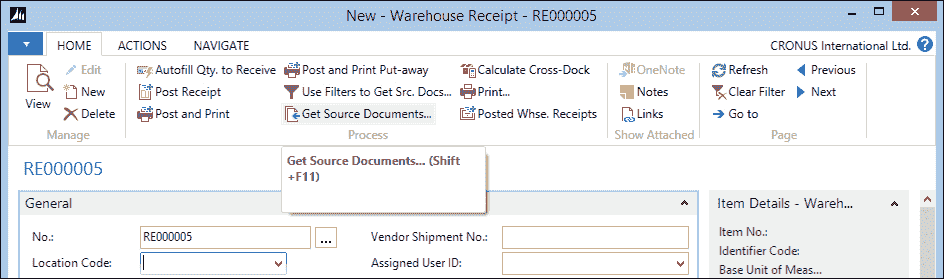 New - Warehouse Receipt - RE000005
HOME ACTIONS NAVIGATE CRONUS International Ltd.
View
Edit
New
Delete
Manage
Autofill Qty. to Receive
Post Receipt
Post and Print
Post and Print Put-away
Use Filters to Get Src. Docs...
Get Source Documents...
Calculate Cross-Dock
Print...
Posted Whse. Receipts
Process
OneNote
Notes
Links
Show Attached
Refresh
Clear Filter
Go to
Previous
Next
Page
Get Source Documents... (Shift
+F11)
RE000005
General
No.: RE000005 ...
Location Code:
Vendor Shipment No.:
Assigned User ID:
Item Details - Wareh...
Item No.:
Identifier Code:
Base Unit of Meas...